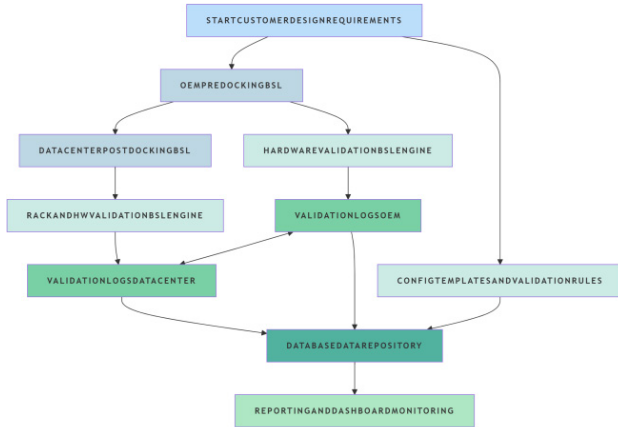 STARTCUSTOMERDESIGNREQUIREMENTS
OEMPREDOCKINGBSL
DATACENTERPOSTDOCKINGBSL
HARDWAREVALIDATIONBSLENGINE
RACKANDHWVALIDATIONBSLENGINE
VALIDATIONLOGSOEM
VALIDATIONLOGSDATACENTER
CONFIGTEMPLATESANDVALIDATIONRULES
DATABASEDATAREPOSITORY
REPORTINGANDDASHBOARDMONITORING